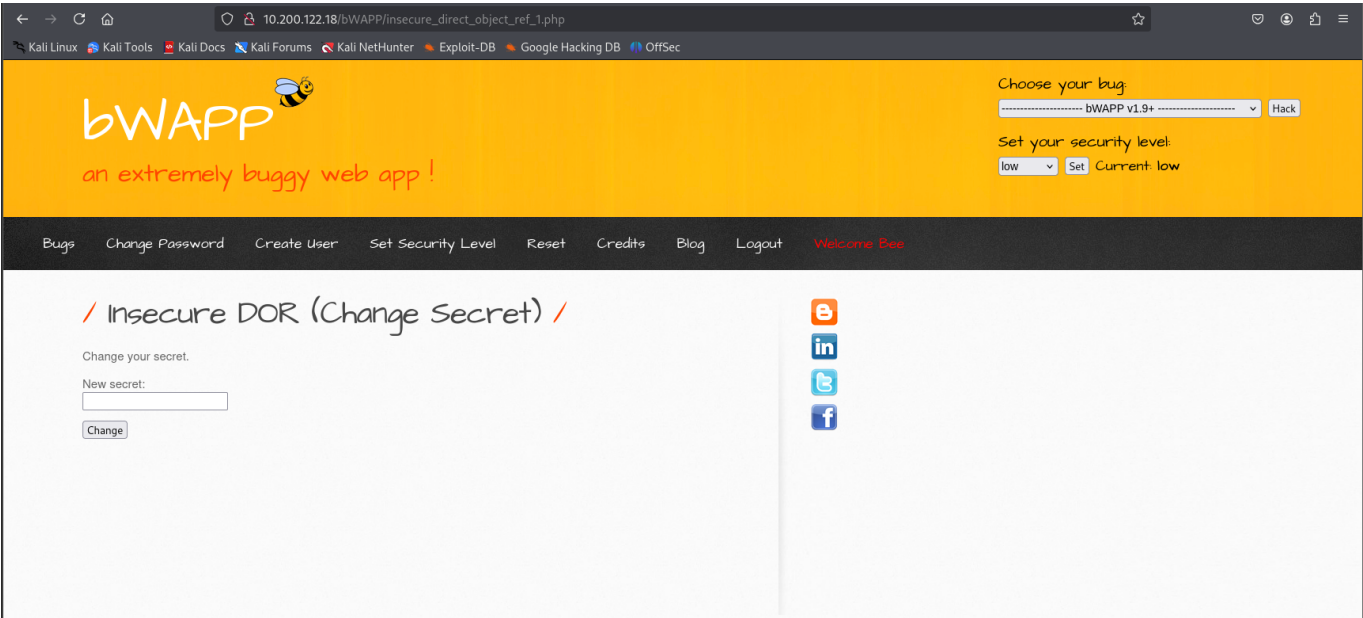 10.200.122.18/bWAPP/insecure_direct_object_ref_1.php
Kali Linux Kali Tools Kali Docs Kali Forums Kali NetHunter Exploit-DB Google Hacking DB OffSec
bWAPP
an extremely buggy web app !
Choose your bug:
---------------------- bWAPP v1.9+ ---------------------- Hack
Set your security level:
low Set Current: low
Bugs Change Password Create User Set Security Level Reset Credits Blog Logout Welcome Bee
/ Insecure DOR (Change Secret) /
Change your secret.
New secret:
Change